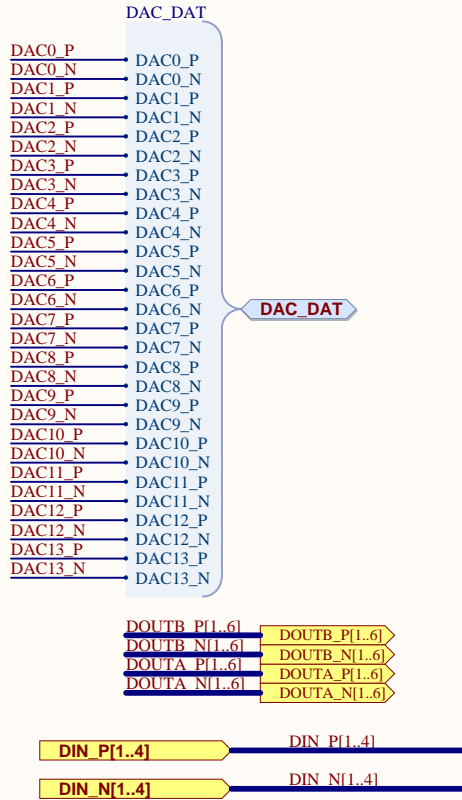 DAC_DAT
DAC0_P DAC0_P
DAC0_N DAC0_N
DAC1_P DAC1_P
DAC1_N DAC1_N
DAC2_P DAC2_P
DAC2_N DAC2_N
DAC3_P DAC3_P
DAC3_N DAC3_N
DAC4_P DAC4_P
DAC4_N DAC4_N
DAC5_P DAC5_P
DAC5_N DAC5_N
DAC6_P DAC6_P
DAC6_N DAC6_N
DAC_DAT
DAC7_P DAC7_P
DAC7_N DAC7_N
DAC8_P DAC8_P
DAC8_N DAC8_N
DAC9_P DAC9_P
DAC9_N DAC9_N
DAC10_P DAC10_P
DAC10_N DAC10_N
DAC11_P DAC11_P
DAC11_N DAC11_N
DAC12_P DAC12_P
DAC12_N DAC12_N
DAC13_P DAC13_P
DAC13_N DAC13_N
DOUTB_P[1..6] DOUTB_P[1..6]
DOUTB_N[1..6] DOUTB_N[1..6]
DOUTA_P[1..6] DOUTA_P[1..6]
DOUTA_N[1..6] DOUTA_N[1..6]
DIN_P[1..4] DIN_P[1..4]
DIN_N[1..4] DIN_N[1..4]